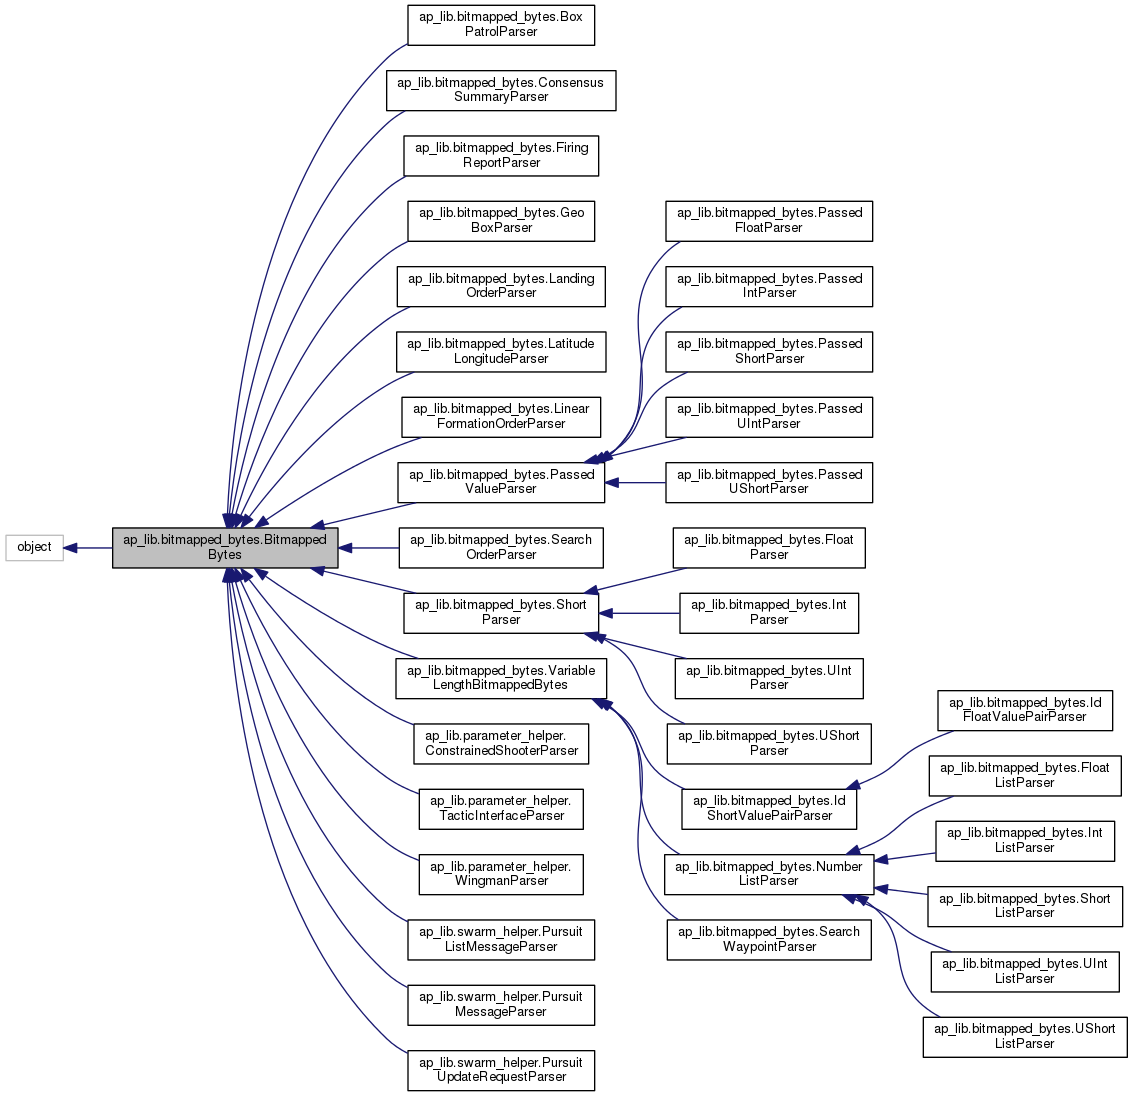 object
ap_lib.bitmapped_bytes.Bitmapped
Bytes
ap_lib.bitmapped_bytes.Box
PatrolParser
ap_lib.bitmapped_bytes.Consensus
SummaryParser
ap_lib.bitmapped_bytes.Firing
ReportParser
ap_lib.bitmapped_bytes.Geo
BoxParser
ap_lib.bitmapped_bytes.Landing
OrderParser
ap_lib.bitmapped_bytes.Latitude
LongitudeParser
ap_lib.bitmapped_bytes.Linear
FormationOrderParser
ap_lib.bitmapped_bytes.Passed
ValueParser
ap_lib.bitmapped_bytes.Search
OrderParser
ap_lib.bitmapped_bytes.Short
Parser
ap_lib.bitmapped_bytes.Variable
LengthBitmappedBytes
ap_lib.parameter_helper.
ConstrainedShooterParser
ap_lib.parameter_helper.
TacticInterfaceParser
ap_lib.parameter_helper.
WingmanParser
ap_lib.swarm_helper.Pursuit
ListMessageParser
ap_lib.swarm_helper.Pursuit
MessageParser
ap_lib.swarm_helper.Pursuit
UpdateRequestParser
ap_lib.bitmapped_bytes.Passed
FloatParser
ap_lib.bitmapped_bytes.Passed
IntParser
ap_lib.bitmapped_bytes.Passed
ShortParser
ap_lib.bitmapped_bytes.Passed
UIntParser
ap_lib.bitmapped_bytes.Passed
UShortParser
ap_lib.bitmapped_bytes.Float
Parser
ap_lib.bitmapped_bytes.Int
Parser
ap_lib.bitmapped_bytes.UInt
Parser
ap_lib.bitmapped_bytes.UShort
Parser
ap_lib.bitmapped_bytes.Id
ShortValuePairParser
ap_lib.bitmapped_bytes.Number
ListParser
ap_lib.bitmapped_bytes.Search
WaypointParser
ap_lib.bitmapped_bytes.Id
FloatValuePairParser
ap_lib.bitmapped_bytes.Float
ListParser
ap_lib.bitmapped_bytes.Int
ListParser
ap_lib.bitmapped_bytes.Short
ListParser
ap_lib.bitmapped_bytes.UInt
ListParser
ap_lib.bitmapped_bytes.UShort
ListParser